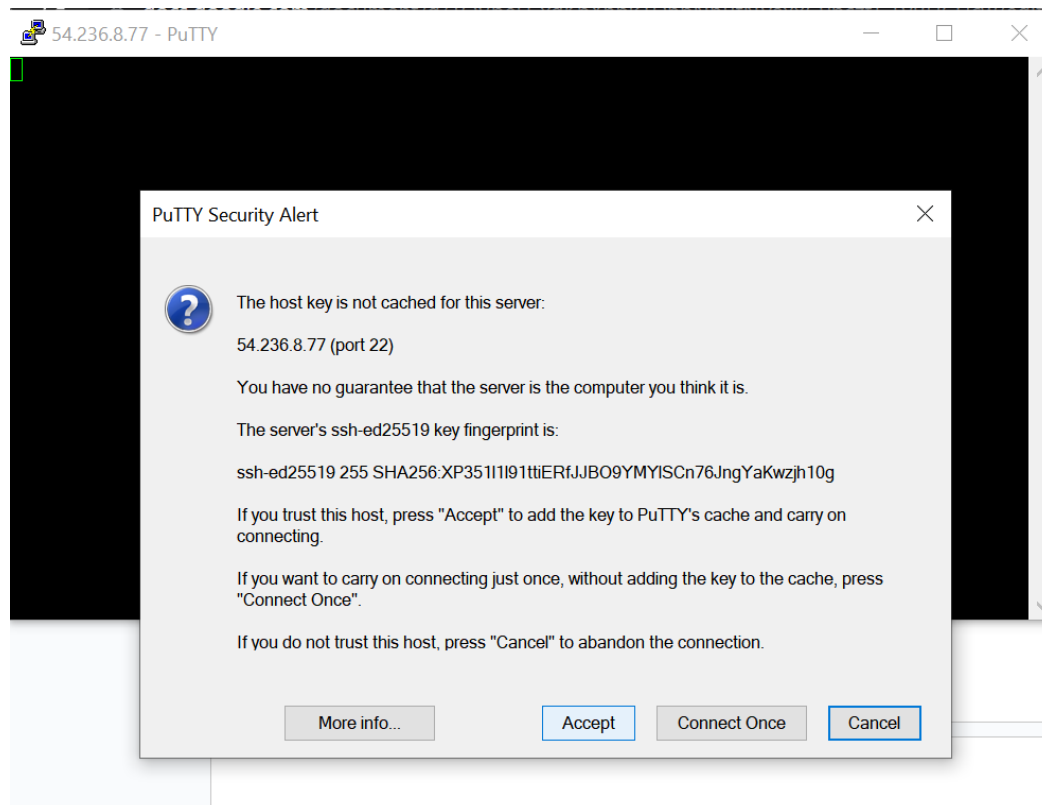 54.236.8.77 - PuTTY
PuTTY Security Alert
The host key is not cached for this server:
54.236.8.77 (port 22)
You have no guarantee that the server is the computer you think it is.
The server's ssh-ed25519 key fingerprint is:
ssh-ed25519 255 SHA256:XP351I1I91ttiERfJJBO9YMYlSCn76JngYaKwzjh10g
If you trust this host, press "Accept" to add the key to PuTTY's cache and carry on
connecting.
If you want to carry on connecting just once, without adding the key to the cache, press
"Connect Once".
If you do not trust this host, press "Cancel" to abandon the connection.
More info...
Accept
Connect Once
Cancel